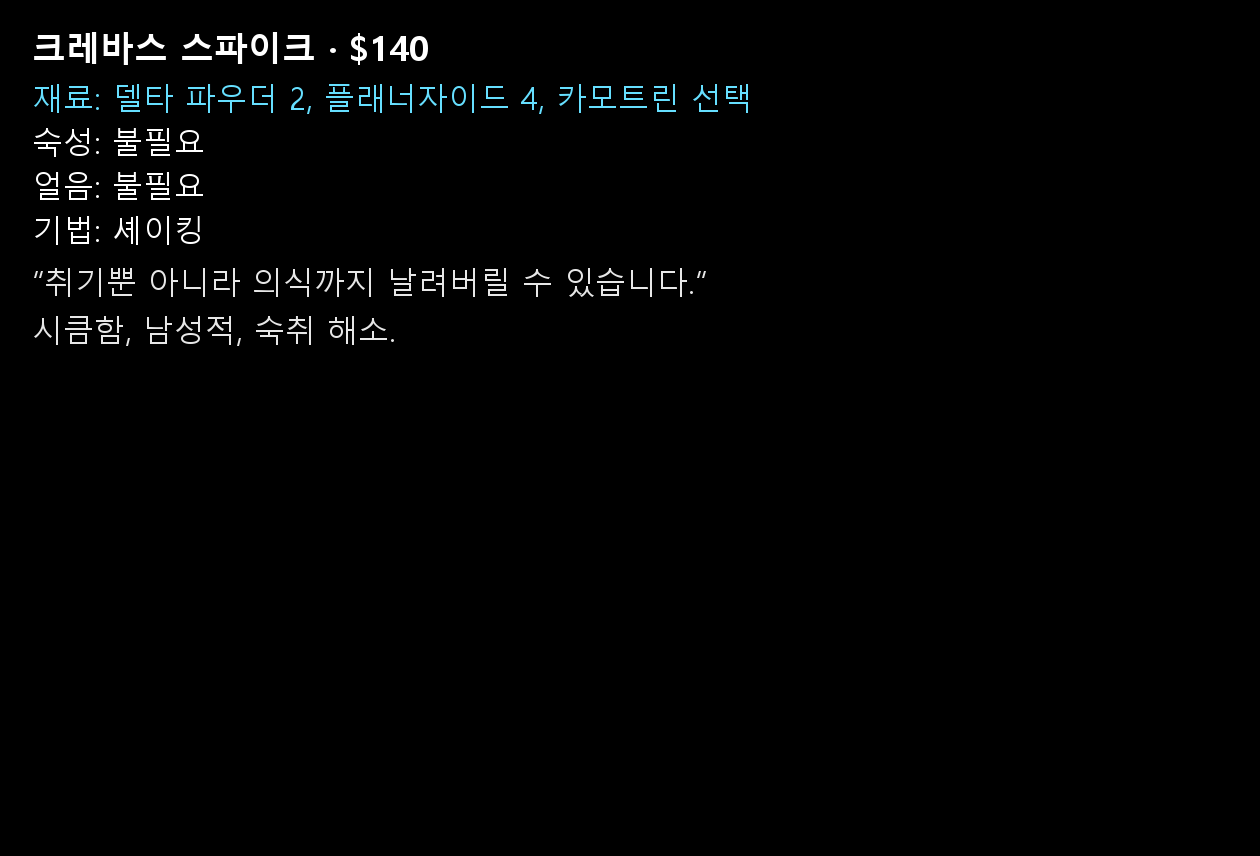 크레바스 스파이크 · $140
재료: 델타 파우더 2, 플래너자이드 4, 카모트린 선택
숙성: 불필요
얼음: 불필요
기법: 셰이킹
"취기뿐 아니라 의식까지 날려버릴 수 있습니다."
시큼함, 남성적, 숙취 해소.